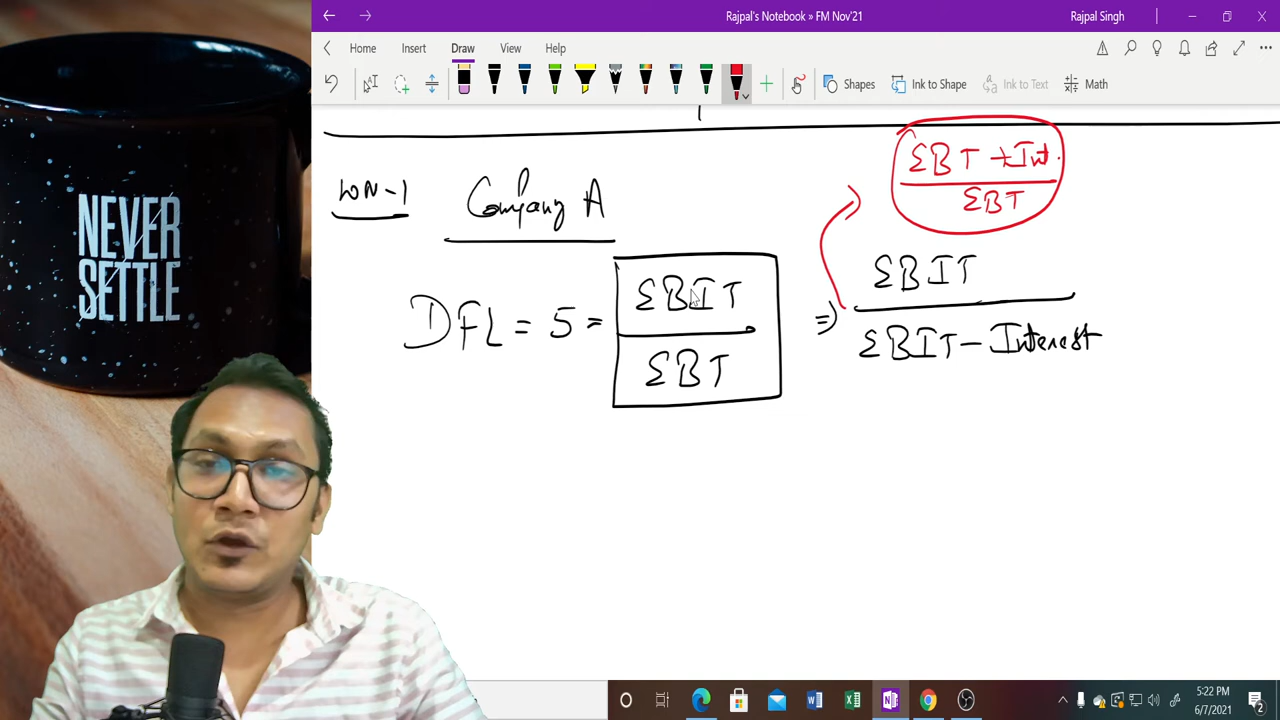 NEVER
SETTLE
Rajpal's Notebook » FM Nov'21
Rajpal Singh
Home Insert Draw View Help
Shapes Ink to Shape Ink to Text Math
WN-1
Company A
EBT + Int.
EBT
DFL = 5 = EBIT
EBT
⇒ EBIT
EBIT - Interest
5:22 PM
6/7/2021
2